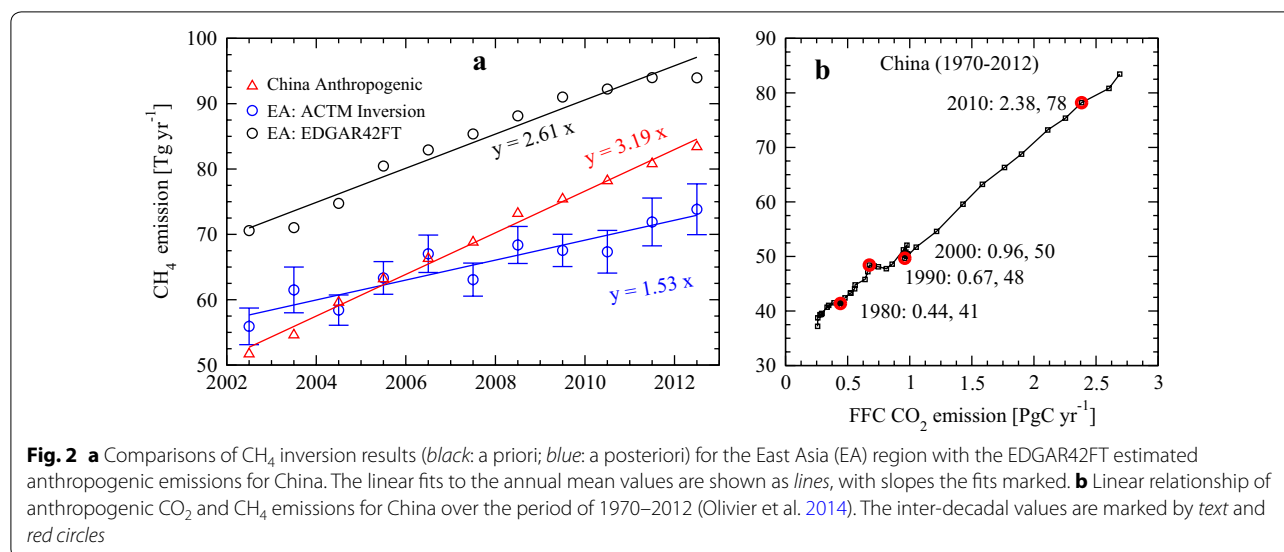 100
90
80
70
60
50
CH4 emission [Tg yr-1]
a
China Anthropogenic
EA: ACTM Inversion
EA: EDGAR42FT
y = 2.61 x
y = 3.19 x
y = 1.53 x
2002 2004 2006 2008 2010 2012
90
80
70
60
50
40
30
b
China (1970-2012)
2010: 2.38, 78
2000: 0.96, 50
1990: 0.67, 48
1980: 0.44, 41
0 0.5 1 1.5 2 2.5 3
FFC CO2 emission [PgC yr-1]
Fig. 2 a Comparisons of CH4 inversion results (black: a priori; blue: a posteriori) for the East Asia (EA) region with the EDGAR42FT estimated
anthropogenic emissions for China. The linear fits to the annual mean values are shown as lines, with slopes the fits marked. b Linear relationship of
anthropogenic CO2 and CH4 emissions for China over the period of 1970–2012 (Olivier et al. 2014). The inter-decadal values are marked by text and
red circles